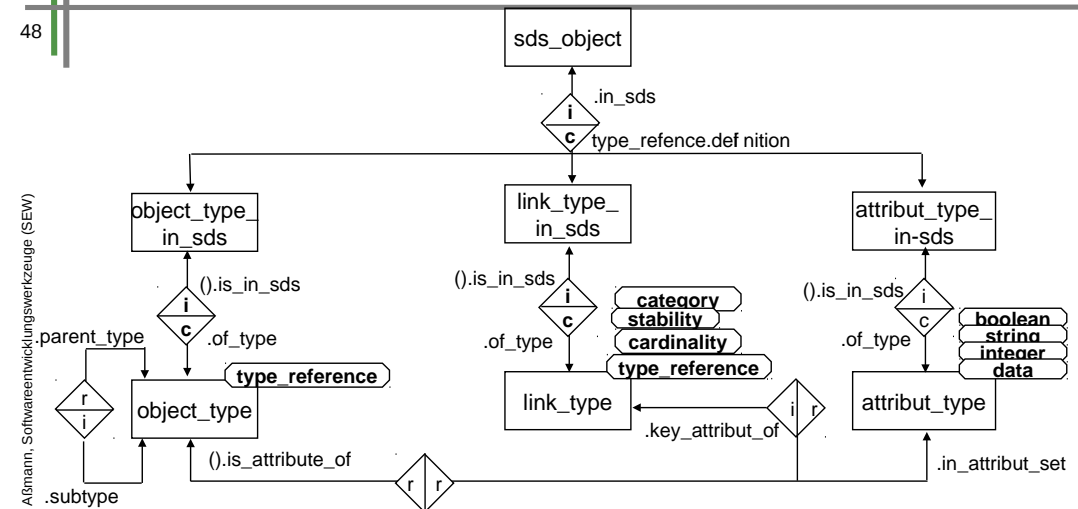 48
sds_object
.in_sds
i
c
type_refence.def nition
object_type_
in_sds
link_type_
in_sds
attribut_type_
in-sds
().is_in_sds
i
c
.of_type
().is_in_sds
i
c
.of_type
category
stability
cardinality
type_reference
().is_in_sds
i
c
.of_type
boolean
string
integer
data
.parent_type
r
i
.subtype
type_reference
object_type
link_type
attribut_type
i r
.key_attribut_of
().is_attribute_of
r r
.in_attribut_set
Aßmann, Softwareentwicklungswerkzeuge (SEW)